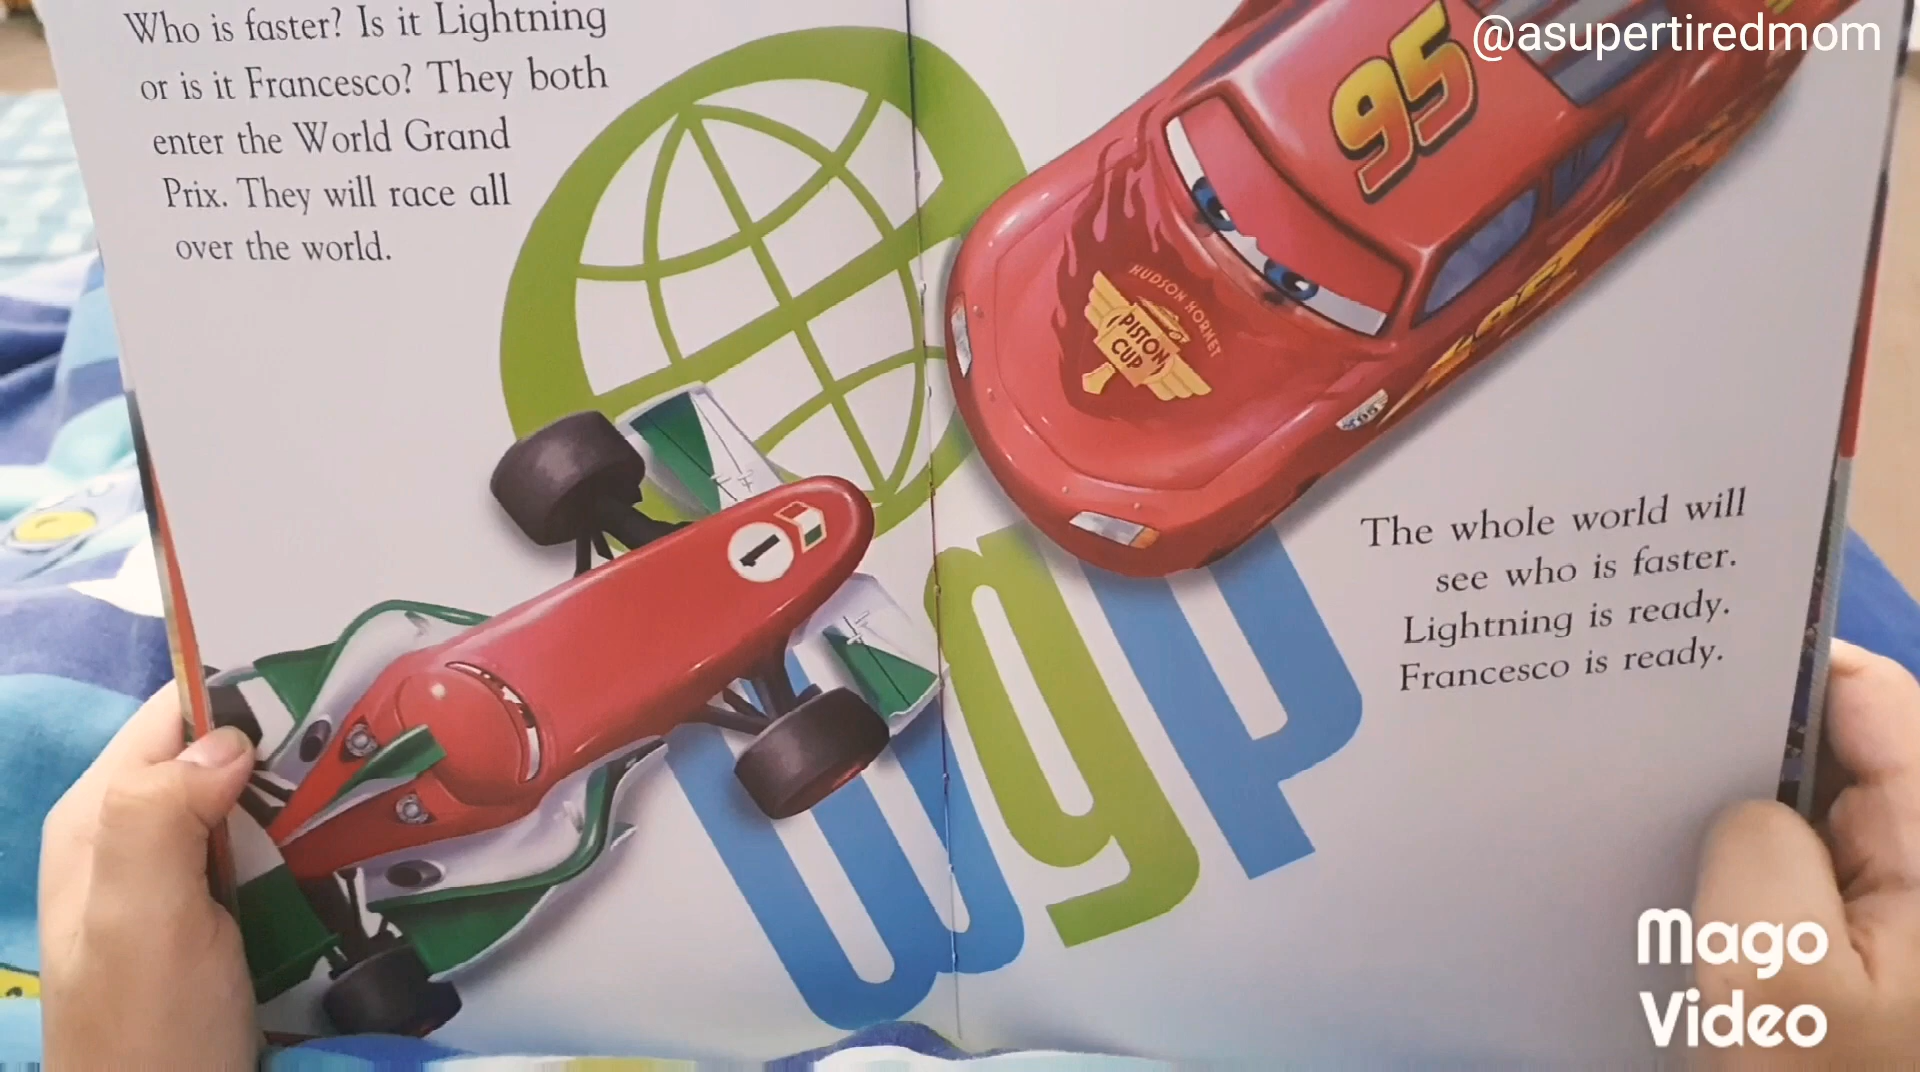 @asupertiredmom
Who is faster? Is it Lightning
or is it Francesco? They both
enter the World Grand
Prix. They will race all
over the world.
95
HUDSON HORNET
PISTON
CUP
95
1
wgp
The whole world will
see who is faster.
Lightning is ready.
Francesco is ready.
Mago
Video